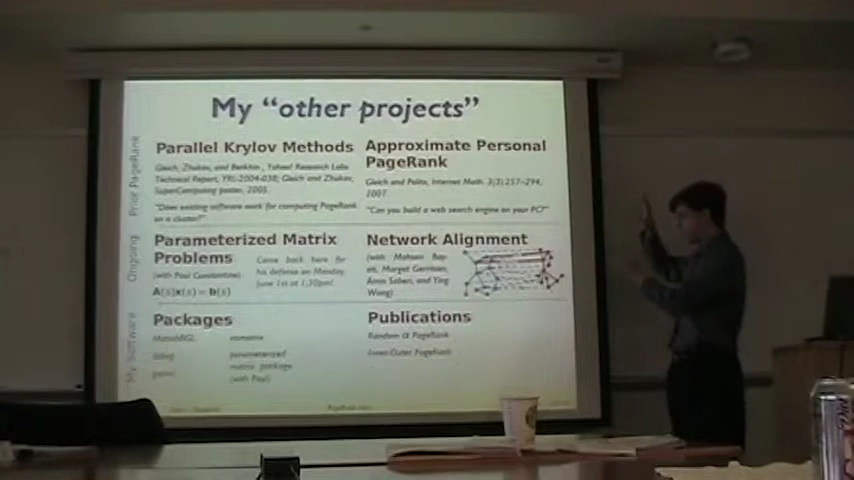 My "other projects"
Prior PageRank
Parallel Krylov Methods
Gleich, Zhukov, and Berkhin, Yahoo! Research Labs
Technical Report, YRL-2004-038; Gleich and Zhukov,
SuperComputing poster, 2005.
"Does existing software work for computing PageRank
on a cluster?"
Approximate Personal
PageRank
Gleich and Polito, Internet Math. 3(3):257–294,
2007.
"Can you build a web search engine on your PC?"
Ongoing
Parameterized Matrix
Problems
(with Paul Constantine)
A(s)x(s) = b(s)
Come back here for
his defense on Monday,
June 1st at 1:30pm!
Network Alignment
(with Mohsen Bay-
ati, Margot Gerritsen,
Amin Saberi, and Ying
Wang)
My Software
Packages
MatlabBGL
parameterized
matrix package
(with Paul)
Publications
Random α PageRank
Inner-Outer PageRank